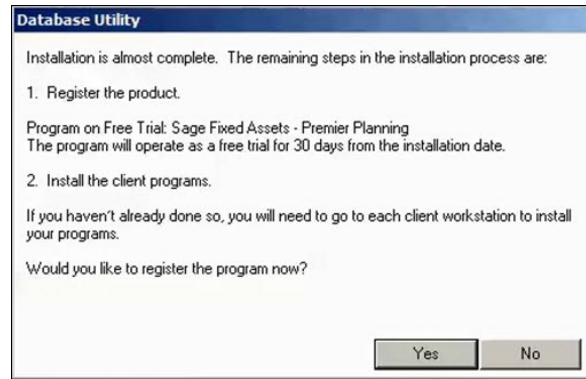 Database Utility
Installation is almost complete.  The remaining steps in the installation process are:
1.  Register the product.
Program on Free Trial: Sage Fixed Assets - Premier Planning
The program will operate as a free trial for 30 days from the installation date.
2.  Install the client programs.
If you haven't already done so, you will need to go to each client workstation to install
your programs.
Would you like to register the program now?
Yes
No